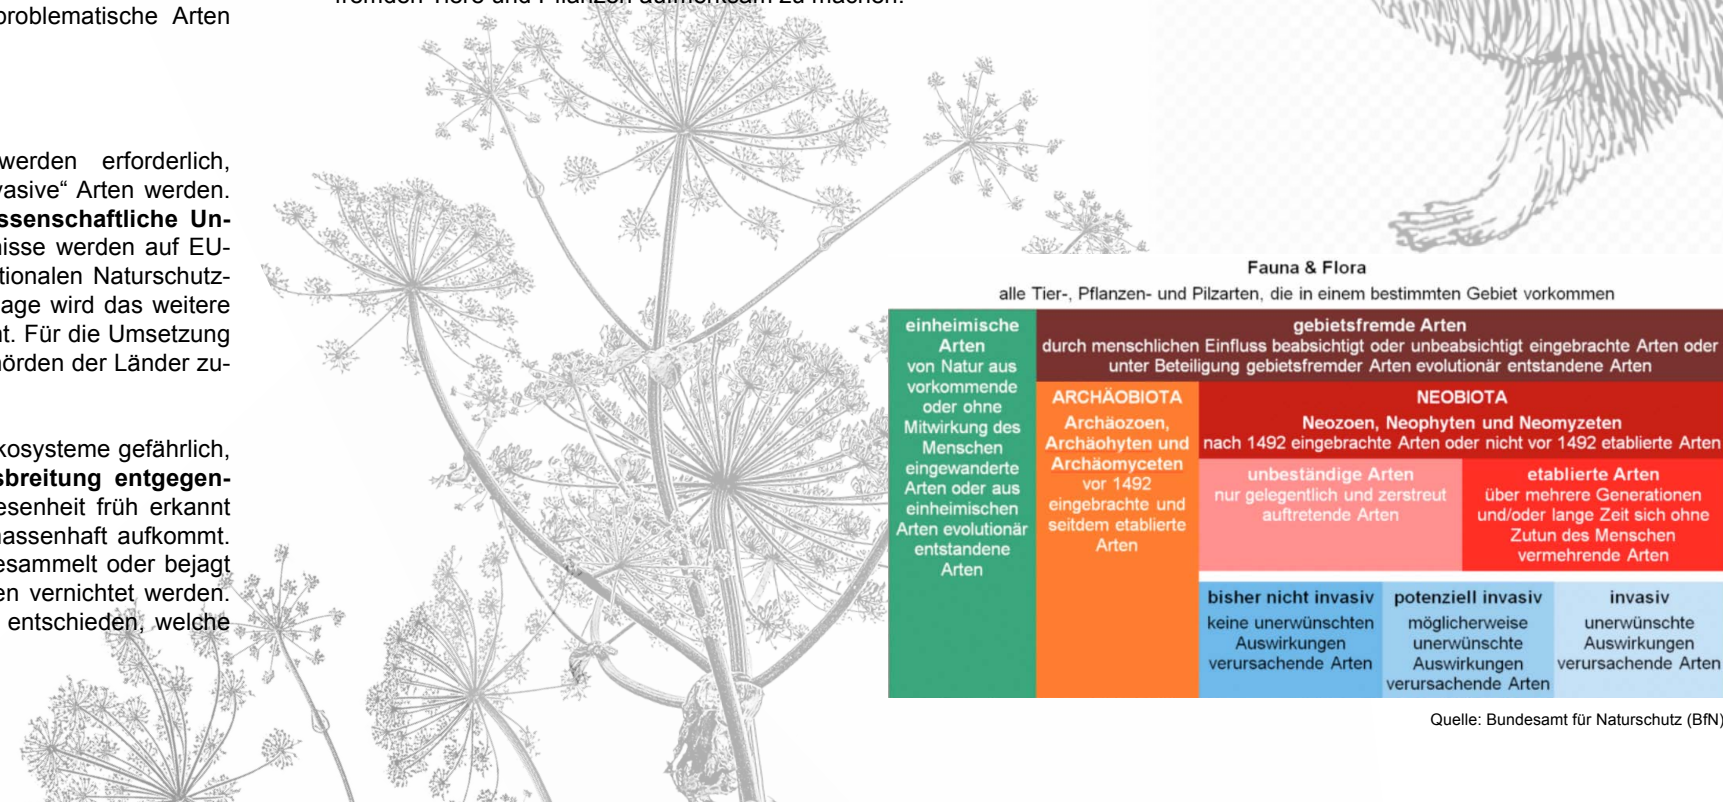 problematische Arten
fremden Tiere und Pflanzen aufmerksam zu machen.
werden erforderlich,
vasive“ Arten werden.
ssenschaftliche Un-
nisse werden auf EU-
tionalen Naturschutz-
age wird das weitere
nt. Für die Umsetzung
hörden der Länder zu-
kosysteme gefährlich,
sbreitung entgegen-
esenheit früh erkannt
nassenhaft aufkommt.
esammelt oder bejagt
en vernichtet werden.
entschieden, welche
Fauna & Flora
alle Tier-, Pflanzen- und Pilzarten, die in einem bestimmten Gebiet vorkommen
einheimische
Arten
von Natur aus
vorkommende
oder ohne
Mitwirkung des
Menschen
eingewanderte
Arten oder aus
einheimischen
Arten evolutionär
entstandene
Arten
gebietsfremde Arten
durch menschlichen Einfluss beabsichtigt oder unbeabsichtigt eingebrachte Arten oder
unter Beteiligung gebietsfremder Arten evolutionär entstandene Arten
ARCHÄOBIOTA
Archäozoen,
Archäohyten und
Archäomyceten
vor 1492
eingebrachte und
seitdem etablierte
Arten
NEOBIOTA
Neozoen, Neophyten und Neomyzeten
nach 1492 eingebrachte Arten oder nicht vor 1492 etablierte Arten
unbeständige Arten
nur gelegentlich und zerstreut
auftretende Arten
etablierte Arten
über mehrere Generationen
und/oder lange Zeit sich ohne
Zutun des Menschen
vermehrende Arten
bisher nicht invasiv
keine unerwünschten
Auswirkungen
verursachende Arten
potenziell invasiv
möglicherweise
unerwünschte
Auswirkungen
verursachende Arten
invasiv
unerwünschte
Auswirkungen
verursachende Arten
Quelle: Bundesamt für Naturschutz (BfN)